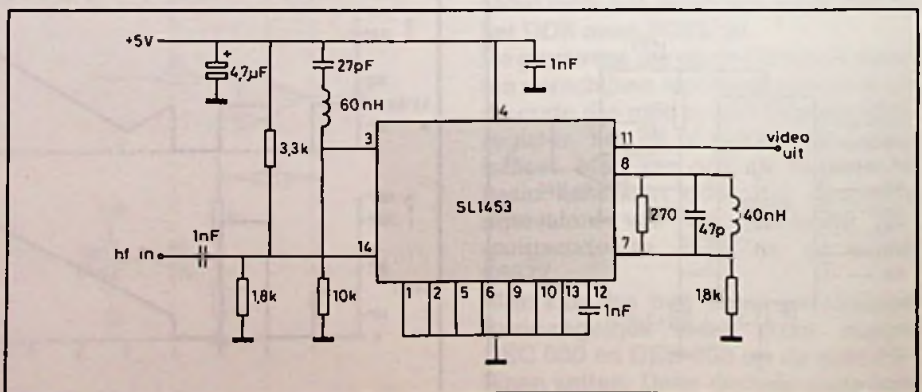 +5V
+
4,7µF
27pF
1nF
60nH
3,3k
3
4
SL1453
11
video
uit
8
270
47p
40nH
7
1nF
hf in
14
1,8k
10k
1
2
5
6
9
10
13
12
1nF
1,8k